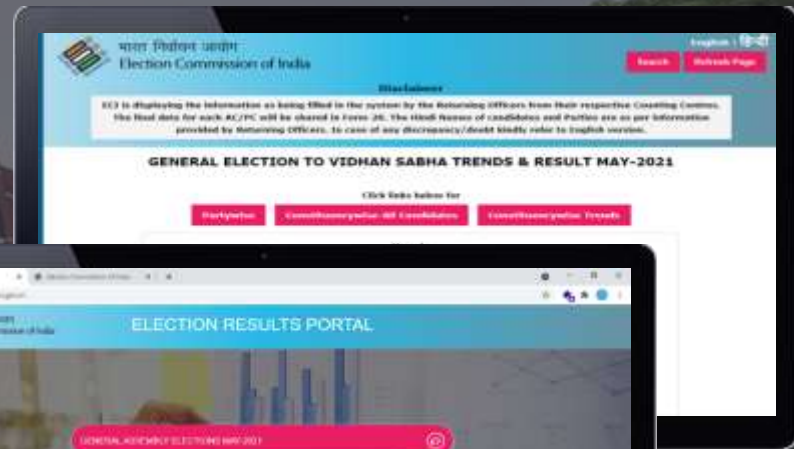 भारत निर्वाचन आयोग
Election Commission of India
English | हिन्दी
Search
Refresh Page
Disclaimer
ECI is displaying the information as being filled in the system by the Returning Officers from their respective Counting Centres.
The final data for each AC/PC will be shared in Form-20. The Hindi Names of candidates and Parties are as per information
provided by Returning Officers. In case of any discrepancy/doubt kindly refer to English version.
GENERAL ELECTION TO VIDHAN SABHA TRENDS & RESULT MAY-2021
Click links below for
Partywise
Constituencywise-All Candidates
Constituencywise Trends
Election Commission of India
ELECTION RESULTS PORTAL
GENERAL ASSEMBLY ELECTIONS MAY-2021